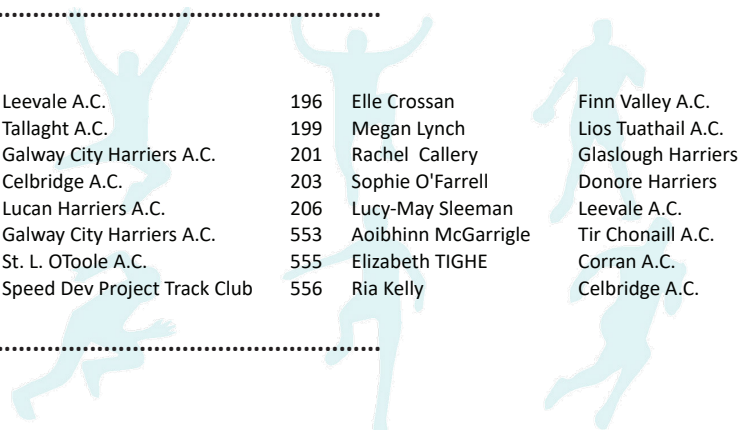 Leevale A.C. 196 Elle Crossan Finn Valley A.C.
Tallaght A.C. 199 Megan Lynch Lios Tuathail A.C.
Galway City Harriers A.C. 201 Rachel Callery Glaslough Harriers
Celbridge A.C. 203 Sophie O'Farrell Donore Harriers
Lucan Harriers A.C. 206 Lucy-May Sleeman Leevale A.C.
Galway City Harriers A.C. 553 Aoibhinn McGarrigle Tir Chonaill A.C.
St. L. OToole A.C. 555 Elizabeth TIGHE Corran A.C.
Speed Dev Project Track Club 556 Ria Kelly Celbridge A.C.